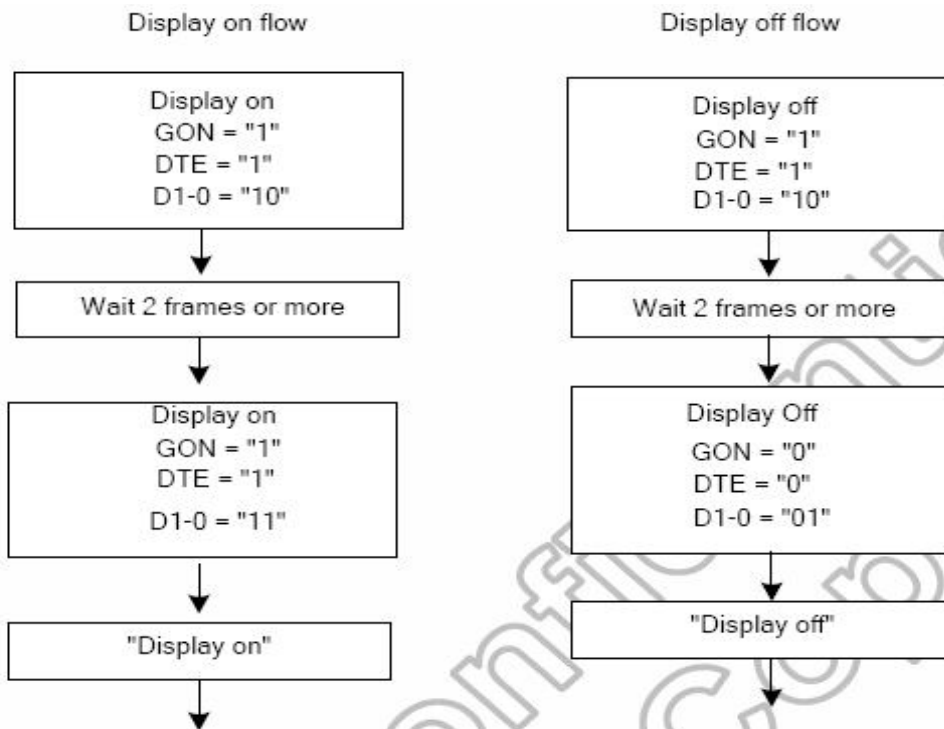 Display on flow
Display on
GON = "1"
DTE = "1"
D1-0 = "10"
Wait 2 frames or more
Display on
GON = "1"
DTE = "1"
D1-0 = "11"
"Display on"
Display off flow
Display off
GON = "1"
DTE = "1"
D1-0 = "10"
Wait 2 frames or more
Display Off
GON = "0"
DTE = "0"
D1-0 = "01"
"Display off"